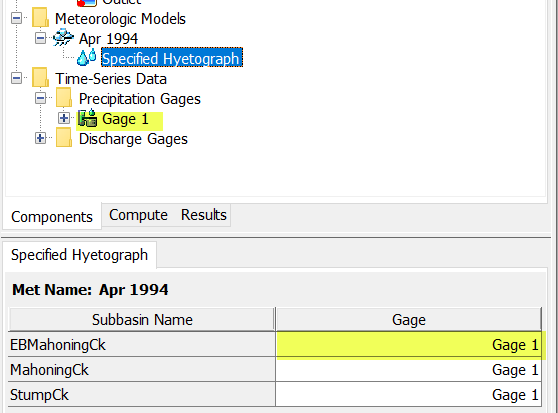 Outlet
Meteorologic Models
Apr 1994
Specified Hyetograph
Time-Series Data
Precipitation Gages
Gage 1
Discharge Gages
Components Compute Results
Specified Hyetograph
Met Name: Apr 1994
Subbasin Name Gage
EBMahoningCk Gage 1
MahoningCk Gage 1
StumpCk Gage 1